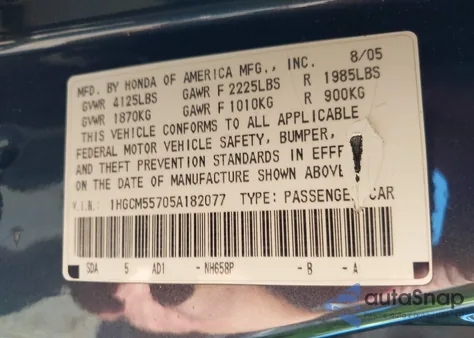 MFD. BY HONDA OF AMERICA MFG., INC. 8/05
GVWR 4125LBS GAWR F 2225LBS R 1985LBS
GVWR 1870KG GAWR F 1010KG R 900KG
THIS VEHICLE CONFORMS TO ALL APPLICABLE
FEDERAL MOTOR VEHICLE SAFETY, BUMPER,
AND THEFT PREVENTION STANDARDS IN EFFE
ON THE DATE OF MANUFACTURE SHOWN ABOVE
V.I.N.: 1HGCM55705A182077 TYPE: PASSENGER CAR
SDA 5 AD1 - NH658P - B - A
autoSnap